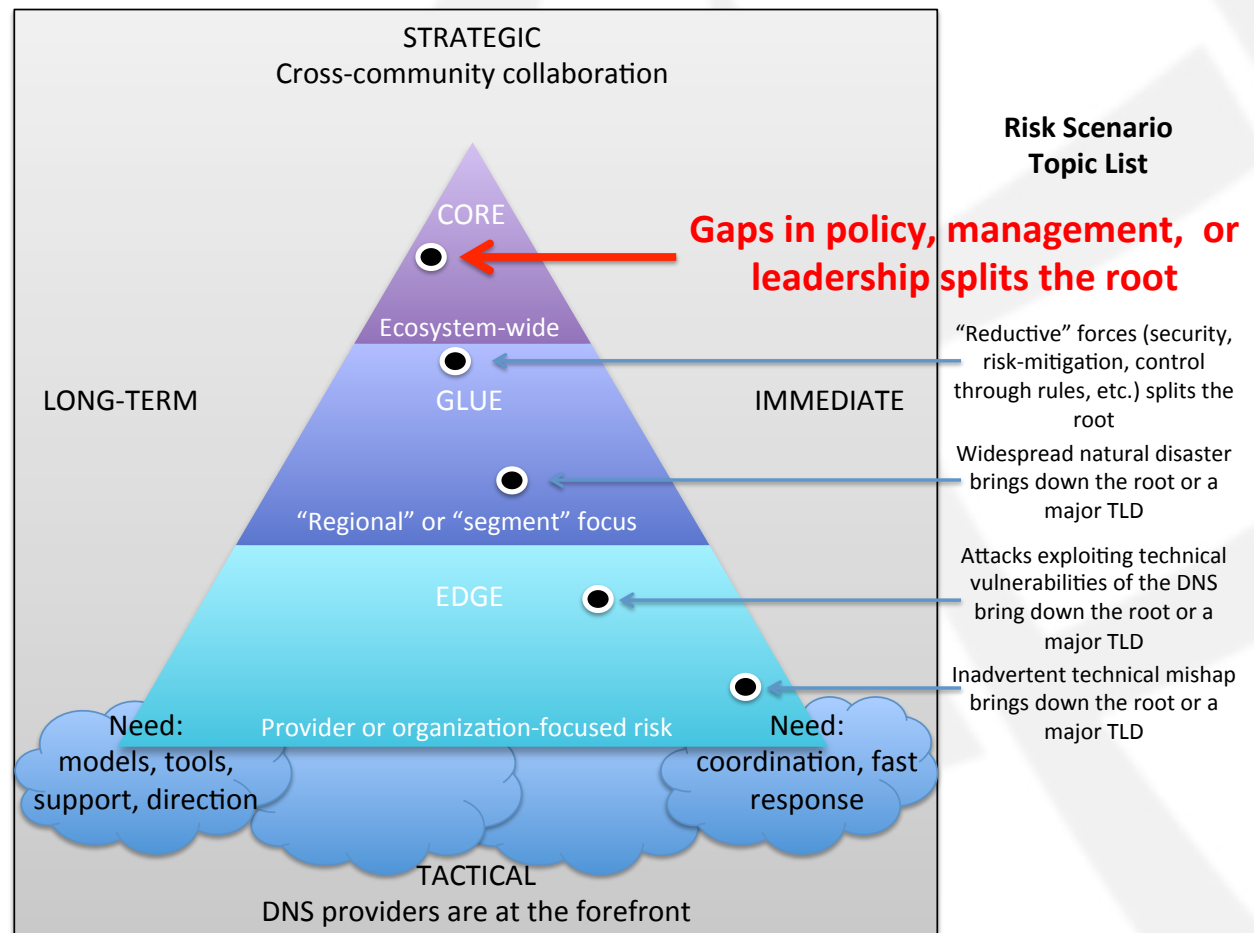 STRATEGIC
Cross-community collaboration
Risk Scenario
Topic List
CORE
Gaps in policy, management, or
leadership splits the root
Ecosystem-wide
“Reductive” forces (security,
risk-mitigation, control
through rules, etc.) splits the
root
LONG-TERM
GLUE
IMMEDIATE
Widespread natural disaster
brings down the root or a
major TLD
“Regional” or “segment” focus
Attacks exploiting technical
vulnerabilities of the DNS
bring down the root or a
major TLD
EDGE
Inadvertent technical mishap
brings down the root or a
major TLD
Need:
models, tools,
support, direction
Provider or organization-focused risk
Need:
coordination, fast
response
TACTICAL
DNS providers are at the forefront